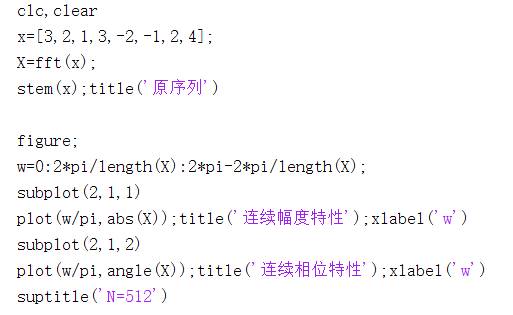 clc,clear
x=[3,2,1,3,-2,-1,2,4];
X=fft(x);
stem(x);title('原序列')
figure;
w=0:2*pi/length(X):2*pi-2*pi/length(X);
subplot(2,1,1)
plot(w/pi,abs(X));title('连续幅度特性');xlabel('w')
subplot(2,1,2)
plot(w/pi,angle(X));title('连续相位特性');xlabel('w')
suptitle('N=512')